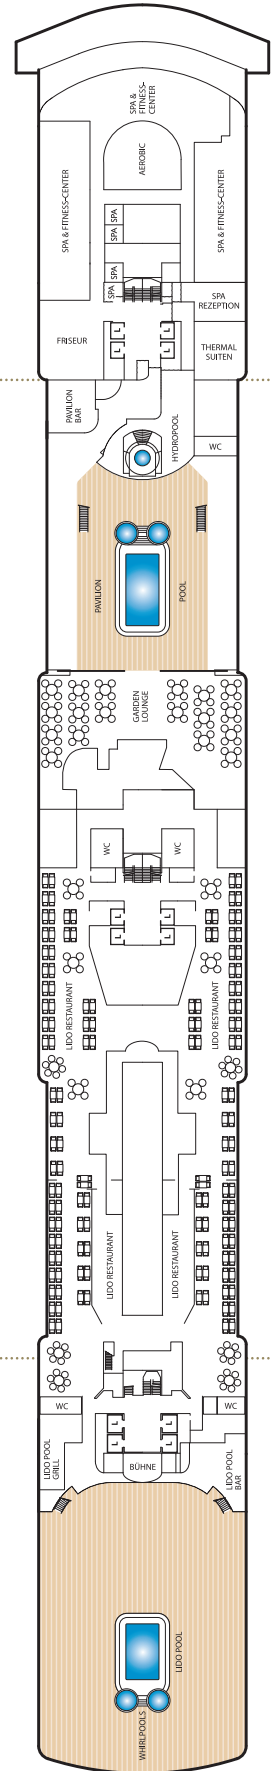 SPA &
FITNESS-
CENTER
AEROBIC
SPA & FITNESS-CENTER
SPA & FITNESS-CENTER
SPA
SPA
SPA
SPA
SPA
REZEPTION
FRISEUR
L
L
L
L
THERMAL
SUITEN
PAVILION
BAR
HYDROPOOL
WC
PAVILION
POOL
GARDEN
LOUNGE
WC
WC
L
L
L
L
LIDO RESTAURANT
LIDO RESTAURANT
LIDO RESTAURANT
LIDO RESTAURANT
WC
WC
L
L
L
L
LIDO POOL
GRILL
BÜHNE
LIDO POOL
BAR
LIDO POOL
WHIRLPOOLS